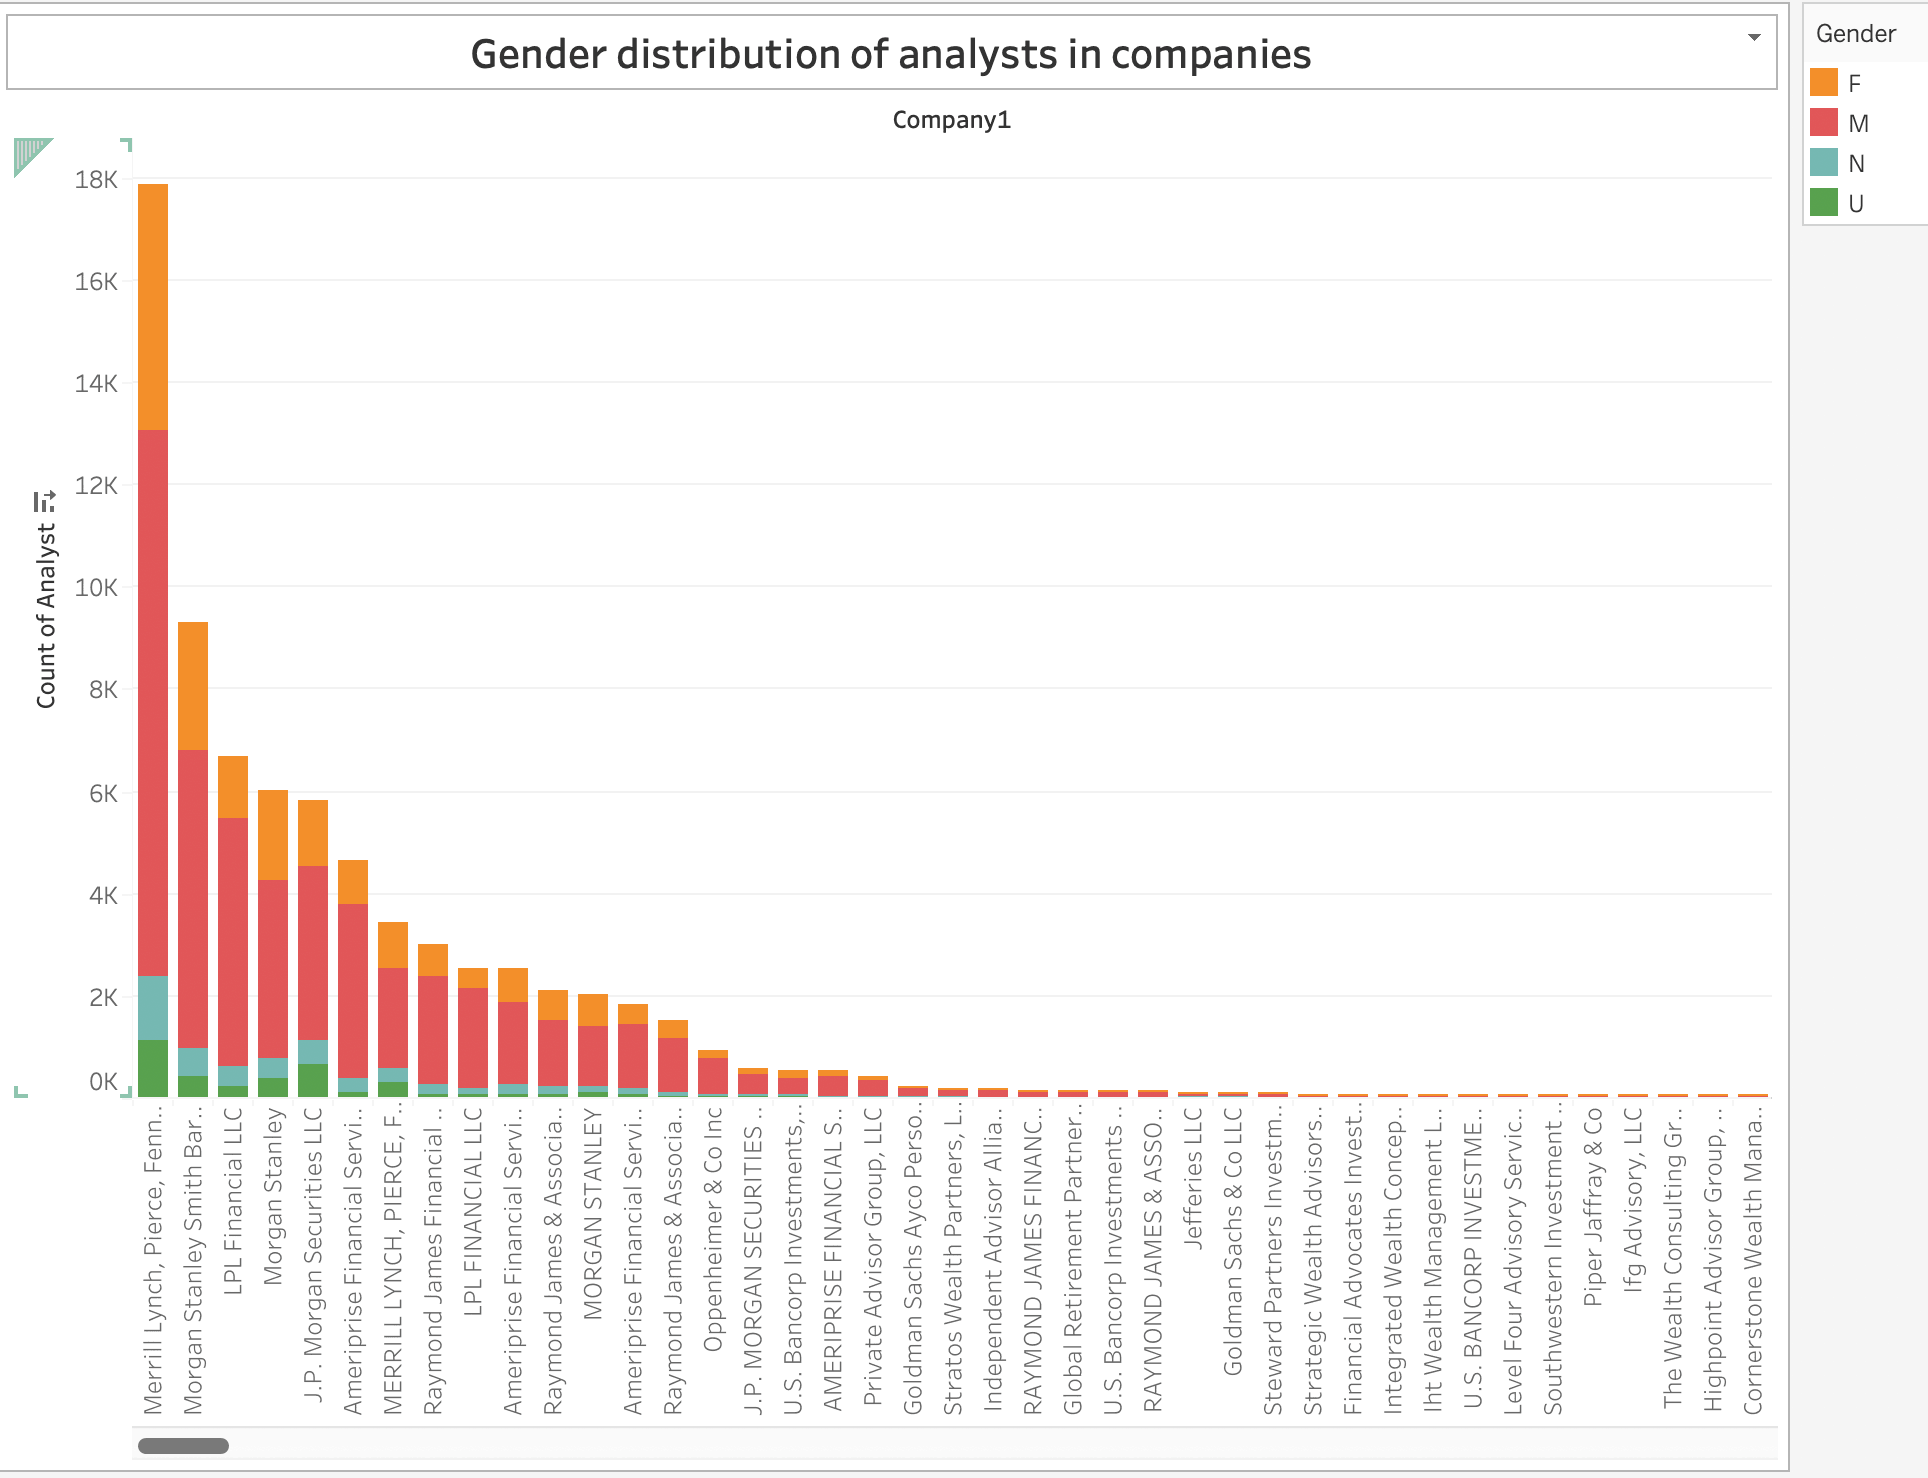 Gender distribution of analysts in companies
Company1
Gender
F
M
N
U
Count of Analyst
18K
16K
14K
12K
10K
8K
6K
4K
2K
0K
Merrill Lynch, Pierce, Fenn..
Morgan Stanley Smith Bar..
LPL Financial LLC
Morgan Stanley
J.P. Morgan Securities LLC
Ameriprise Financial Servi..
MERRILL LYNCH, PIERCE, F..
Raymond James Financial ..
LPL FINANCIAL LLC
Ameriprise Financial Servi..
Raymond James & Associa..
MORGAN STANLEY
Ameriprise Financial Servi..
Raymond James & Associa..
Oppenheimer & Co Inc
J.P. MORGAN SECURITIES ..
U.S. Bancorp Investments,..
AMERIPRISE FINANCIAL S..
Private Advisor Group, LLC
Goldman Sachs Ayco Perso..
Stratos Wealth Partners, L..
Independent Advisor Allia..
RAYMOND JAMES FINANC..
Global Retirement Partner..
U.S. Bancorp Investments ..
RAYMOND JAMES & ASSO..
Jefferies LLC
Goldman Sachs & Co LLC
Steward Partners Investm..
Strategic Wealth Advisors..
Financial Advocates Invest..
Integrated Wealth Concep..
Iht Wealth Management L..
U.S. BANCORP INVESTME..
Level Four Advisory Servic..
Southwestern Investment ..
Piper Jaffray & Co
Ifg Advisory, LLC
The Wealth Consulting Gr..
Highpoint Advisor Group, ..
Cornerstone Wealth Mana..